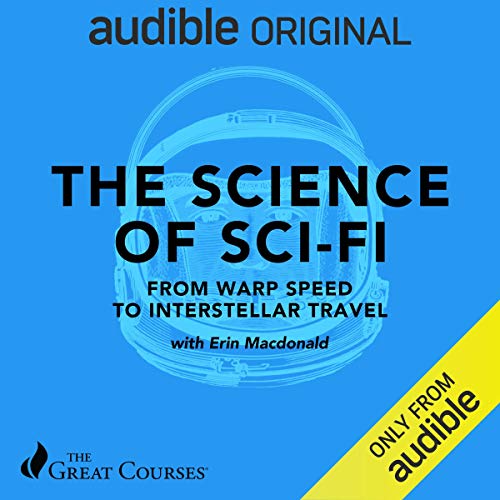 audible ORIGINAL
THE SCIENCE
OF SCI-FI
FROM WARP SPEED
TO INTERSTELLAR TRAVEL
with Erin Macdonald
ONLY FROM
audible
THE
GREAT COURSES®